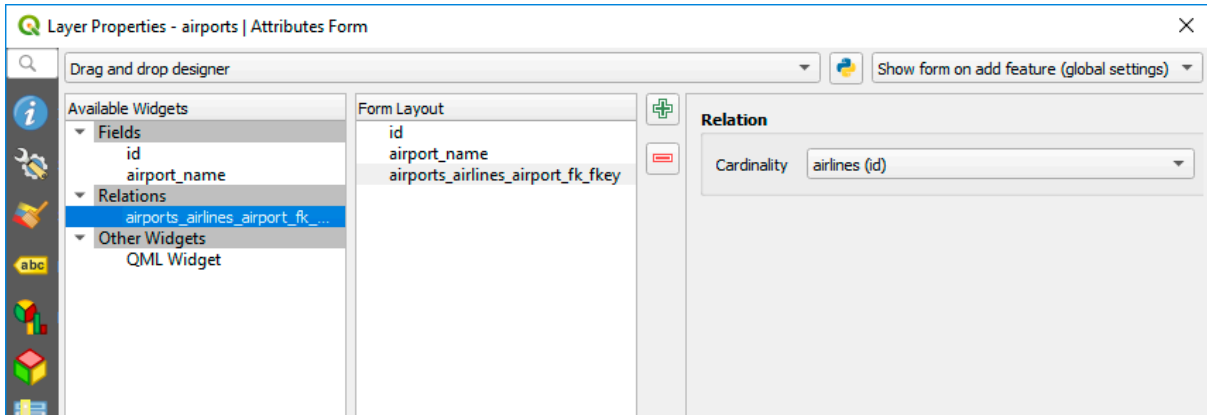 Layer Properties - airports | Attributes Form
Drag and drop designer
Show form on add feature (global settings)
Available Widgets
Fields
id
airport_name
Relations
airports_airlines_airport_fk_...
Other Widgets
QML Widget
Form Layout
id
airport_name
airports_airlines_airport_fk_fkey
Relation
Cardinality airlines (id)
abc